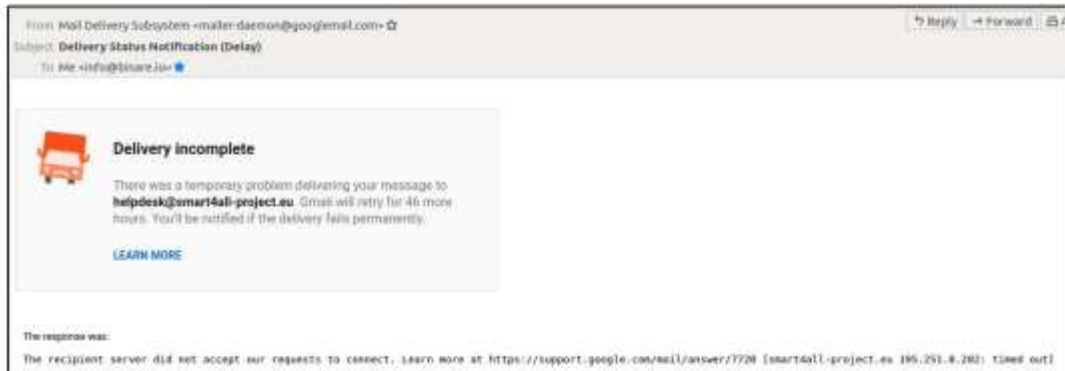 From Mail Delivery Subsystem <mailer-daemon@googlemail.com>
Reply
Forward
Subject Delivery Status Notification (Delay)
To Me <info@binare.io>
Delivery incomplete
There was a temporary problem delivering your message to
helpdesk@smart4all-project.eu. Gmail will retry for 46 more
hours. You'll be notified if the delivery fails permanently.
LEARN MORE
The response was:
The recipient server did not accept our requests to connect. Learn more at https://support.google.com/mail/answer/7720 [smart4all-project.eu 195.251.8.202: timed out]